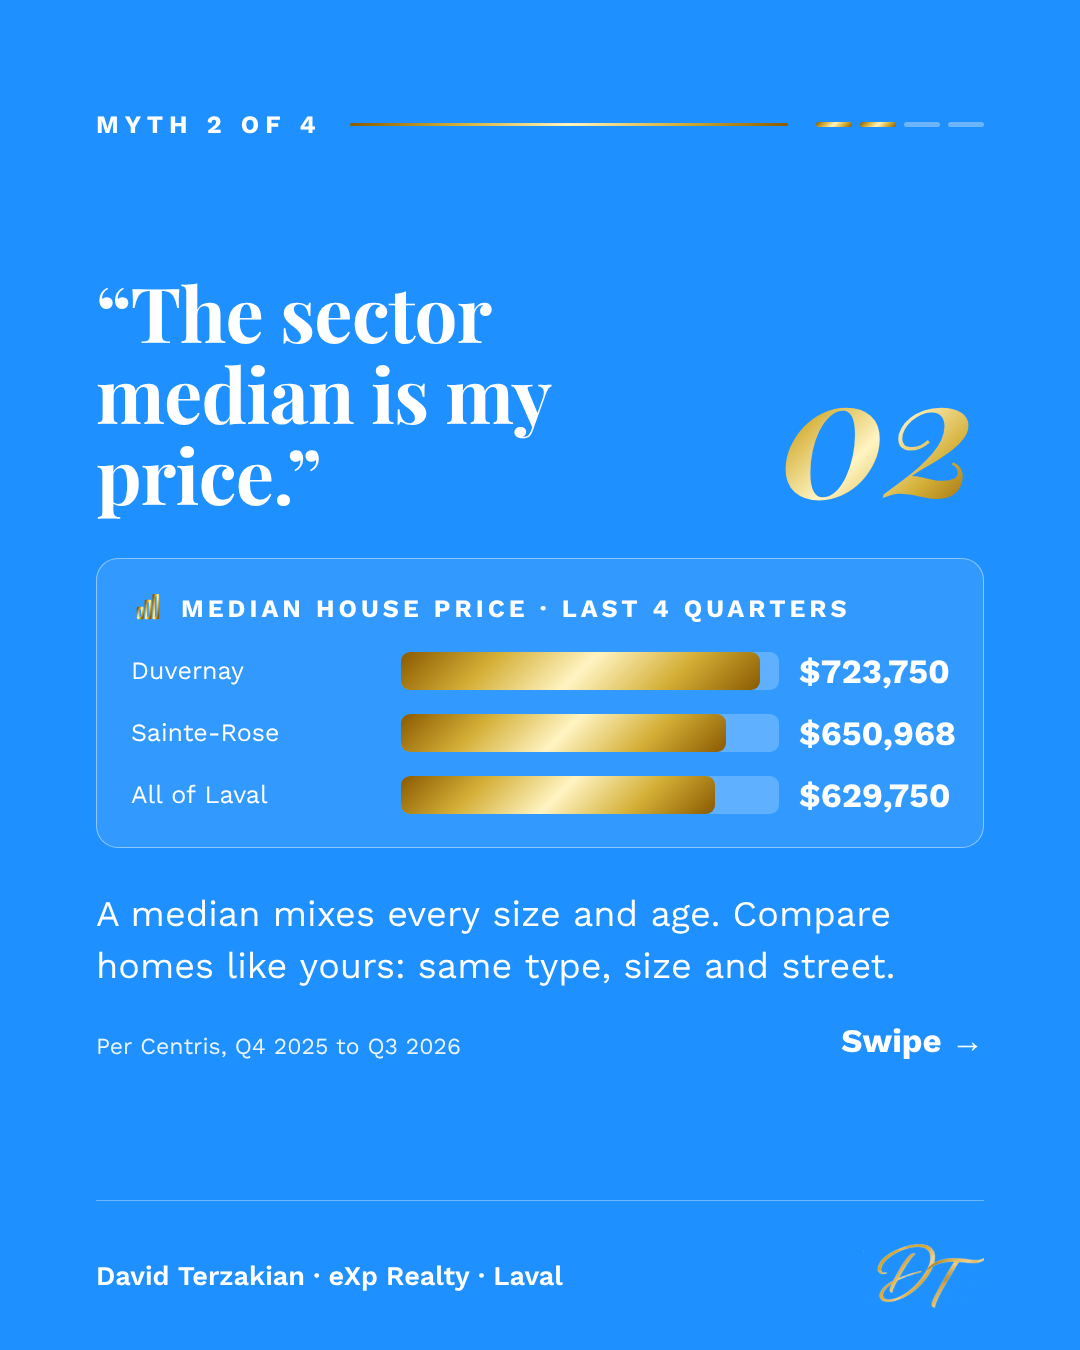 MYTH 2 OF 4
“The sector
median is my
price.”
02
MEDIAN HOUSE PRICE · LAST 4 QUARTERS
Duvernay $723,750
Sainte-Rose $650,968
All of Laval $629,750
A median mixes every size and age. Compare
homes like yours: same type, size and street.
Per Centris, Q4 2025 to Q3 2026
Swipe →
David Terzakian · eXp Realty · Laval
DT